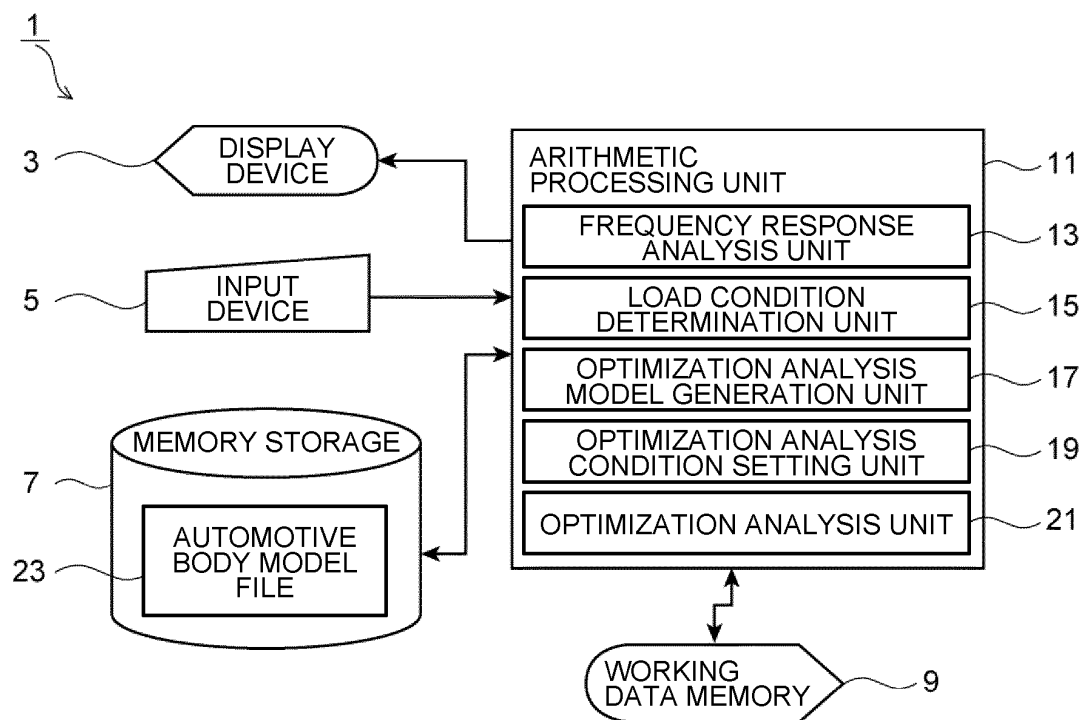 1
3
DISPLAY
DEVICE
5
INPUT
DEVICE
7
MEMORY STORAGE
23
AUTOMOTIVE
BODY MODEL
FILE
ARITHMETIC
PROCESSING UNIT
11
FREQUENCY RESPONSE
ANALYSIS UNIT
13
LOAD CONDITION
DETERMINATION UNIT
15
OPTIMIZATION ANALYSIS
MODEL GENERATION UNIT
17
OPTIMIZATION ANALYSIS
CONDITION SETTING UNIT
19
OPTIMIZATION ANALYSIS UNIT
21
WORKING
DATA MEMORY
9